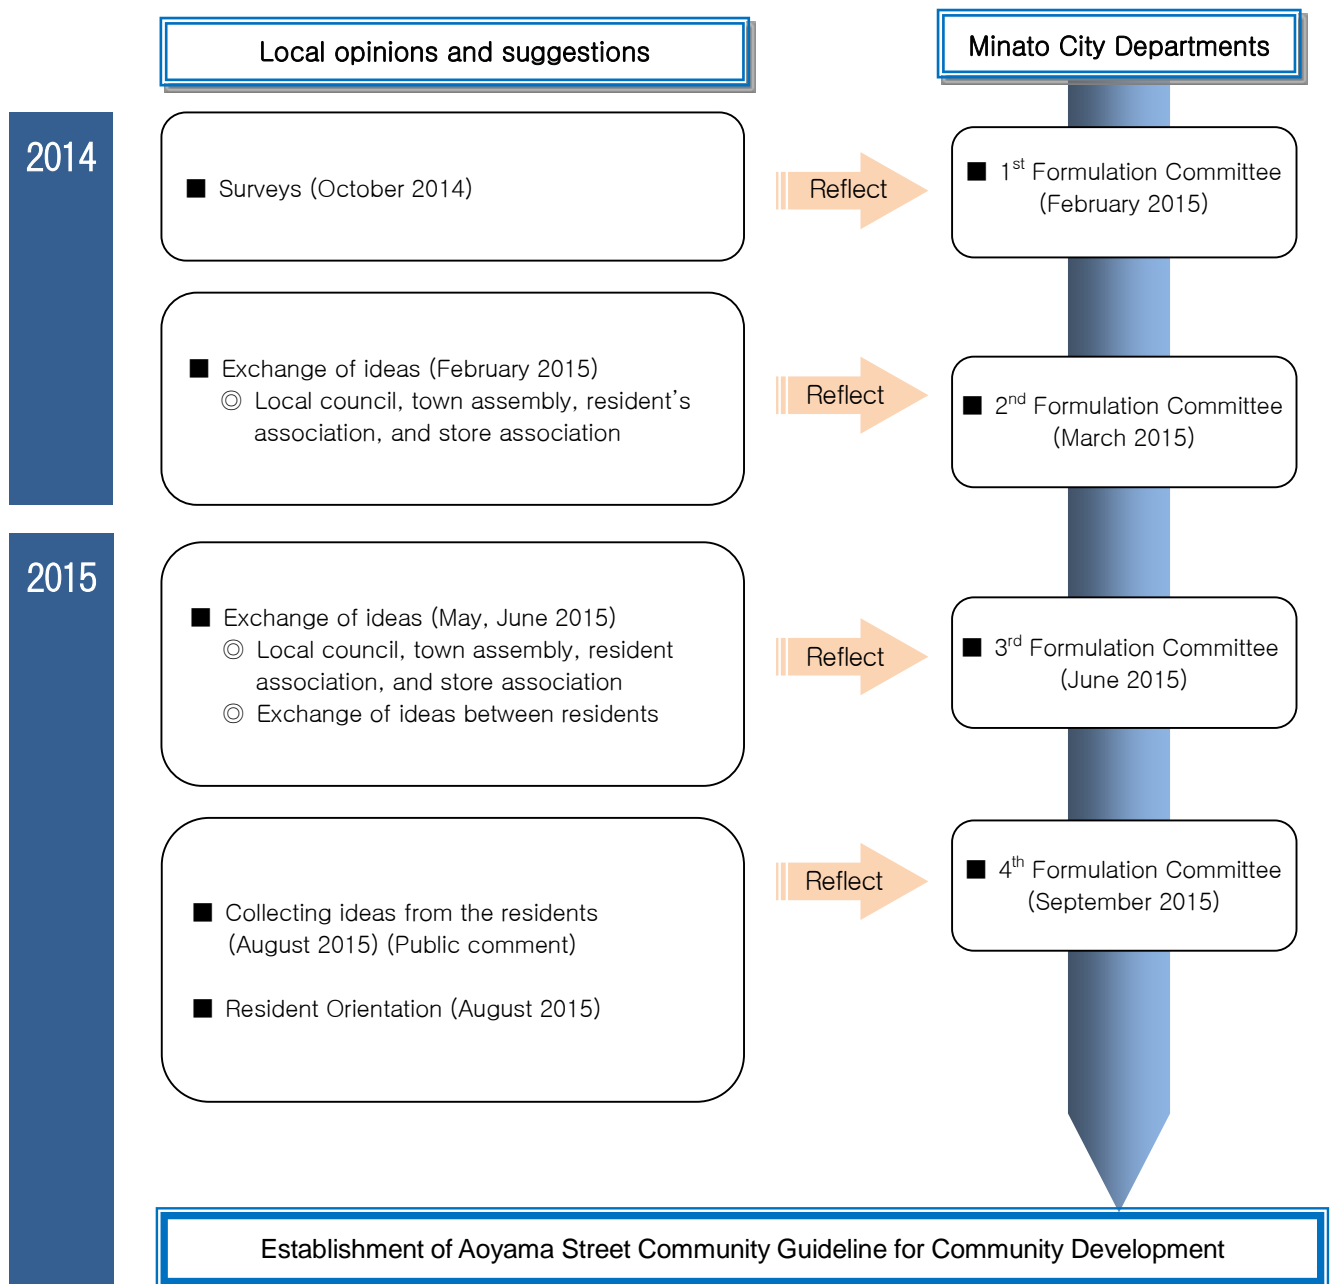 Local opinions and suggestions
Minato City Departments
2014
■ Surveys (October 2014)
Reflect
■ 1st Formulation Committee
(February 2015)
■ Exchange of ideas (February 2015)
◎ Local council, town assembly, resident's
association, and store association
Reflect
■ 2nd Formulation Committee
(March 2015)
2015
■ Exchange of ideas (May, June 2015)
◎ Local council, town assembly, resident
association, and store association
◎ Exchange of ideas between residents
Reflect
■ 3rd Formulation Committee
(June 2015)
■ Collecting ideas from the residents
(August 2015) (Public comment)
■ Resident Orientation (August 2015)
Reflect
■ 4th Formulation Committee
(September 2015)
Establishment of Aoyama Street Community Guideline for Community Development